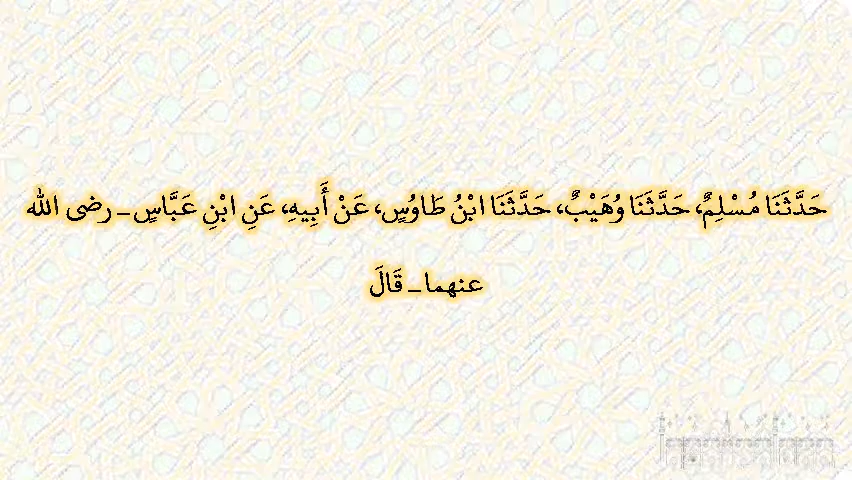 حَدَّثَنَا مُسْلِمٌ، حَدَّثَنَا وُهَيْبٌ، حَدَّثَنَا ابْنُ طَاوُسٍ، عَنْ أَبِيهِ، عَنِ ابْنِ عَبَّاسٍ ـ رضى الله
عنهما ـ قَالَ